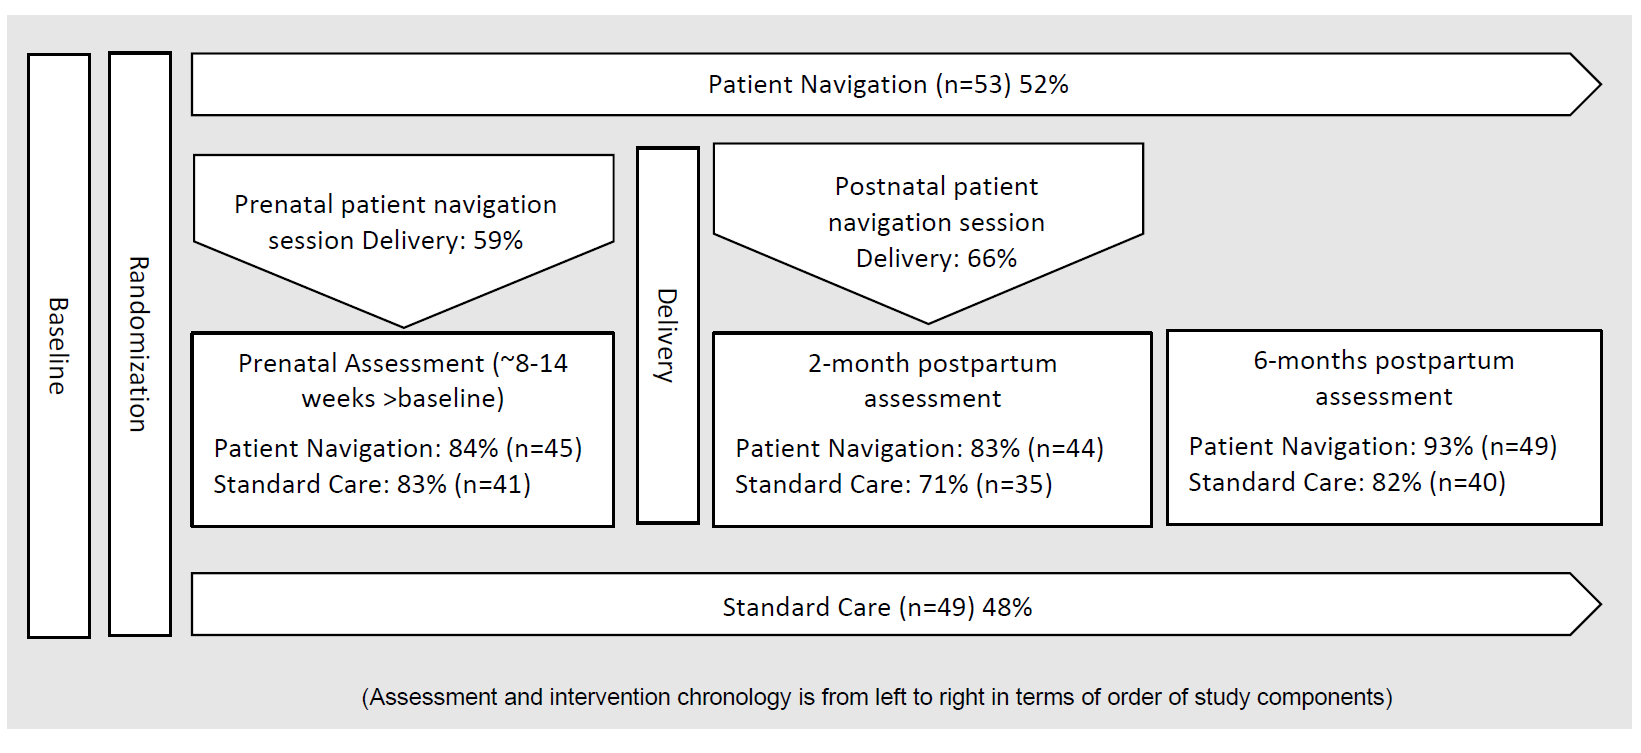 Baseline
Randomization
Patient Navigation (n=53) 52%
Prenatal patient navigation
session Delivery: 59%
Prenatal Assessment (~8-14
weeks >baseline)
Patient Navigation: 84% (n=45)
Standard Care: 83% (n=41)
Delivery
Postnatal patient
navigation session
Delivery: 66%
2-month postpartum
assessment
Patient Navigation: 83% (n=44)
Standard Care: 71% (n=35)
6-months postpartum
assessment
Patient Navigation: 93% (n=49)
Standard Care: 82% (n=40)
Standard Care (n=49) 48%
(Assessment and intervention chronology is from left to right in terms of order of study components)